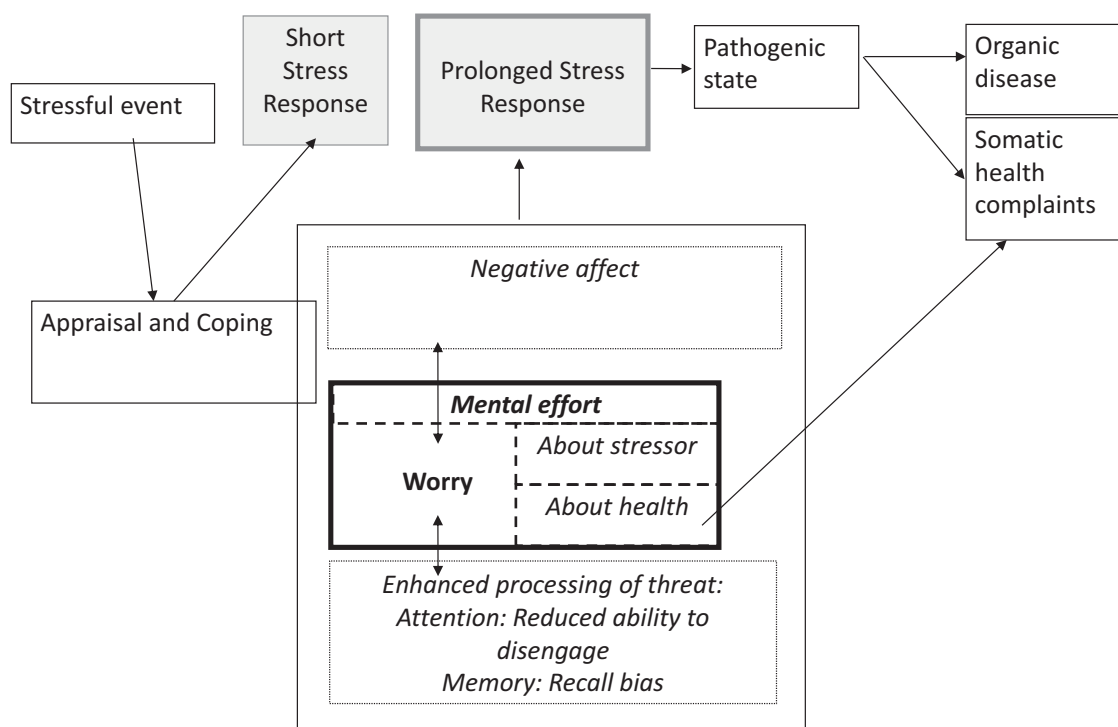 Stressful event
Short
Stress
Response
Prolonged Stress
Response
Pathogenic
state
Organic
disease
Somatic
health
complaints
Appraisal and Coping
Negative affect
Mental effort
Worry
About stressor
About health
Enhanced processing of threat:
Attention: Reduced ability to
disengage
Memory: Recall bias